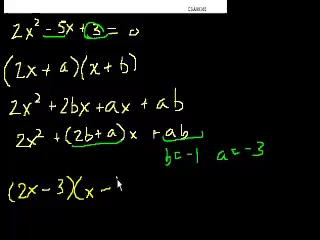 2x² - 5x + 3 = 0
(2x + a)(x + b)
2x² + 2bx + ax + ab
2x² + (2b + a)x + ab
b = -1 a = -3
(2x - 3)(x -